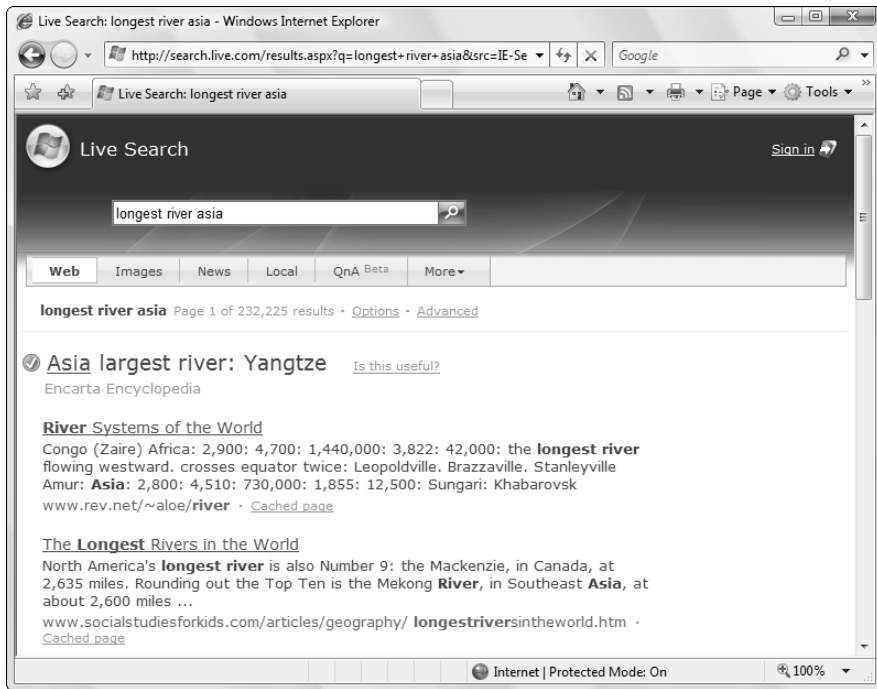 Live Search: longest river asia - Windows Internet Explorer
http://search.live.com/results.aspx?q=longest+river+asia&src=IE-Se
Google
Live Search: longest river asia
Page
Tools
Live Search
Sign in
longest river asia
Web Images News Local QnA Beta More
longest river asia Page 1 of 232,225 results · Options · Advanced
Asia largest river: Yangtze Is this useful?
Encarta Encyclopedia
River Systems of the World
Congo (Zaire) Africa: 2,900: 4,700: 1,440,000: 3,822: 42,000: the longest river
flowing westward. crosses equator twice: Leopoldville. Brazzaville. Stanleyville
Amur: Asia: 2,800: 4,510: 730,000: 1,855: 12,500: Sungari: Khabarovsk
www.rev.net/~aloe/river · Cached page
The Longest Rivers in the World
North America's longest river is also Number 9: the Mackenzie, in Canada, at
2,635 miles. Rounding out the Top Ten is the Mekong River, in Southeast Asia, at
about 2,600 miles ...
www.socialstudiesforkids.com/articles/geography/ longestriversintheworld.htm ·
Cached page
Internet | Protected Mode: On
100%